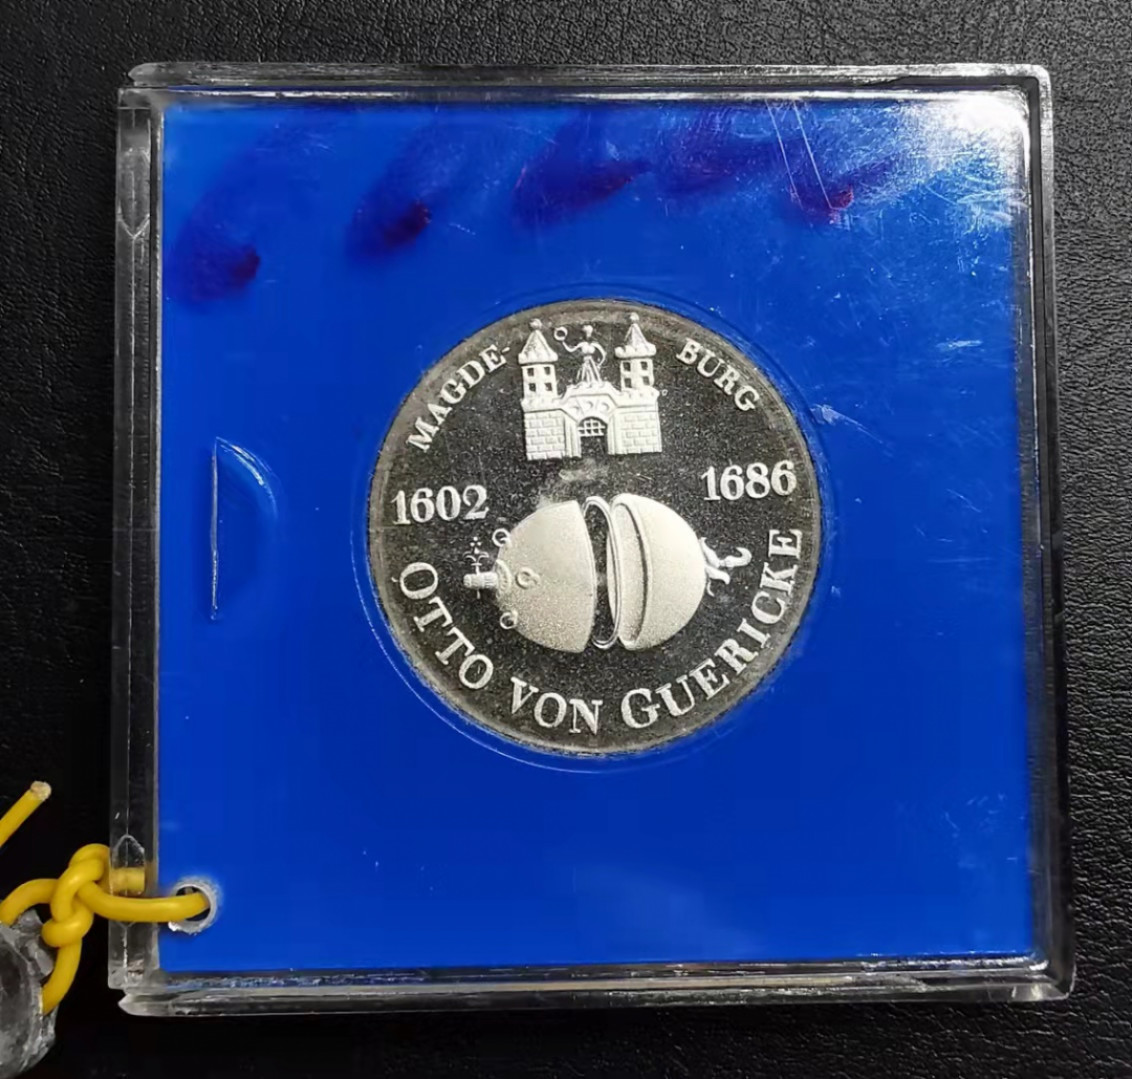 MAGDE-
BURG
1602
1686
OTTO VON GUERICKE